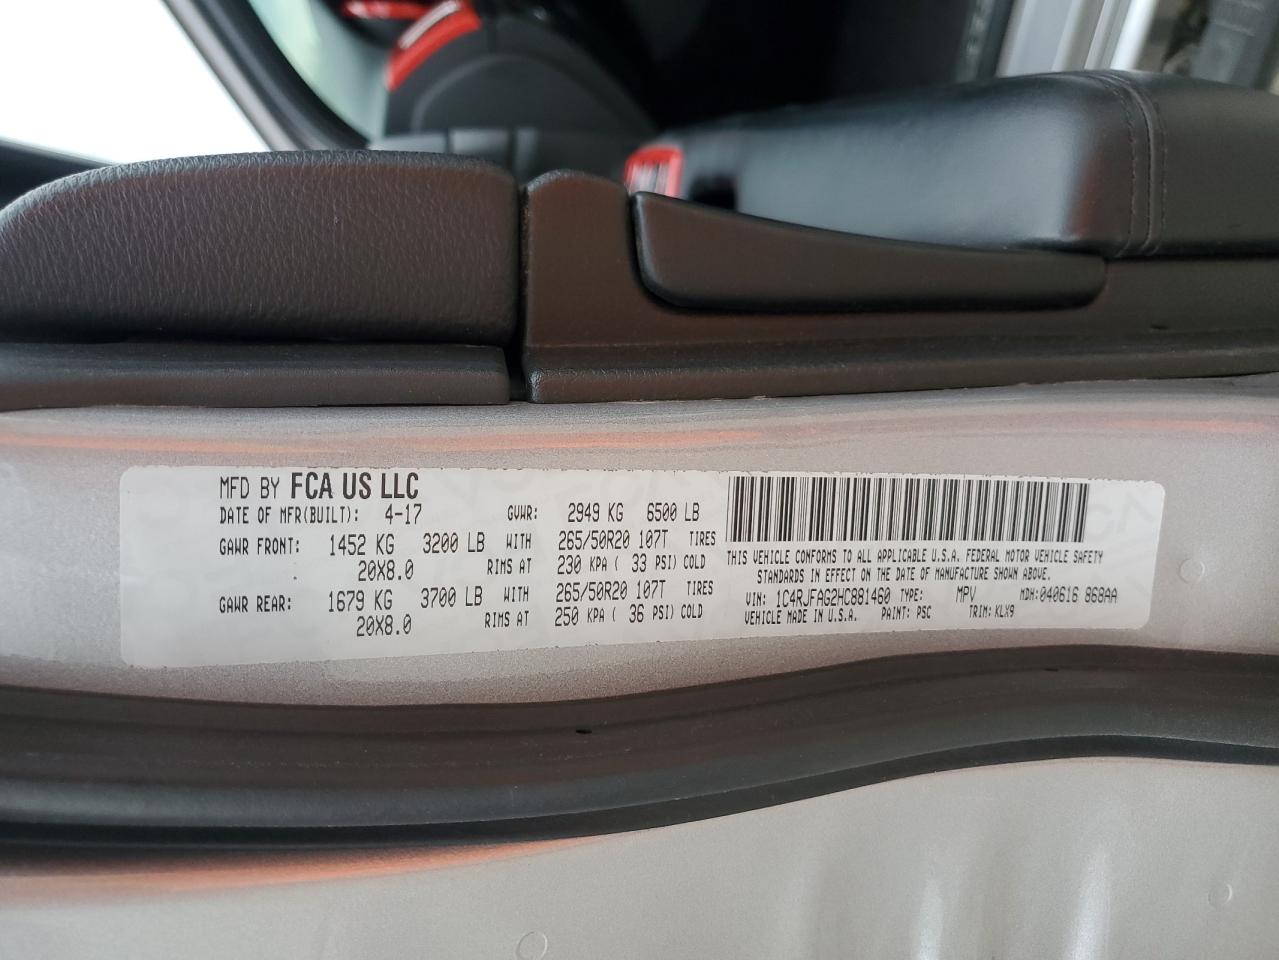 MFD BY FCA US LLC
DATE OF MFR(BUILT): 4-17 GVWR: 2949 KG 6500 LB
GAWR FRONT: 1452 KG 3200 LB WITH 265/50R20 107T TIRES
20X8.0 RIMS AT 230 KPA ( 33 PSI) COLD
GAWR REAR: 1679 KG 3700 LB WITH 265/50R20 107T TIRES
20X8.0 RIMS AT 250 KPA ( 36 PSI) COLD
THIS VEHICLE CONFORMS TO ALL APPLICABLE U.S.A. FEDERAL MOTOR VEHICLE SAFETY
STANDARDS IN EFFECT ON THE DATE OF MANUFACTURE SHOWN ABOVE.
VIN: 1C4RJFAG2HC881460 TYPE: MPV MDH: 040616 868AA
VEHICLE MADE IN U.S.A. PAINT: PSC TRIM: KLX9